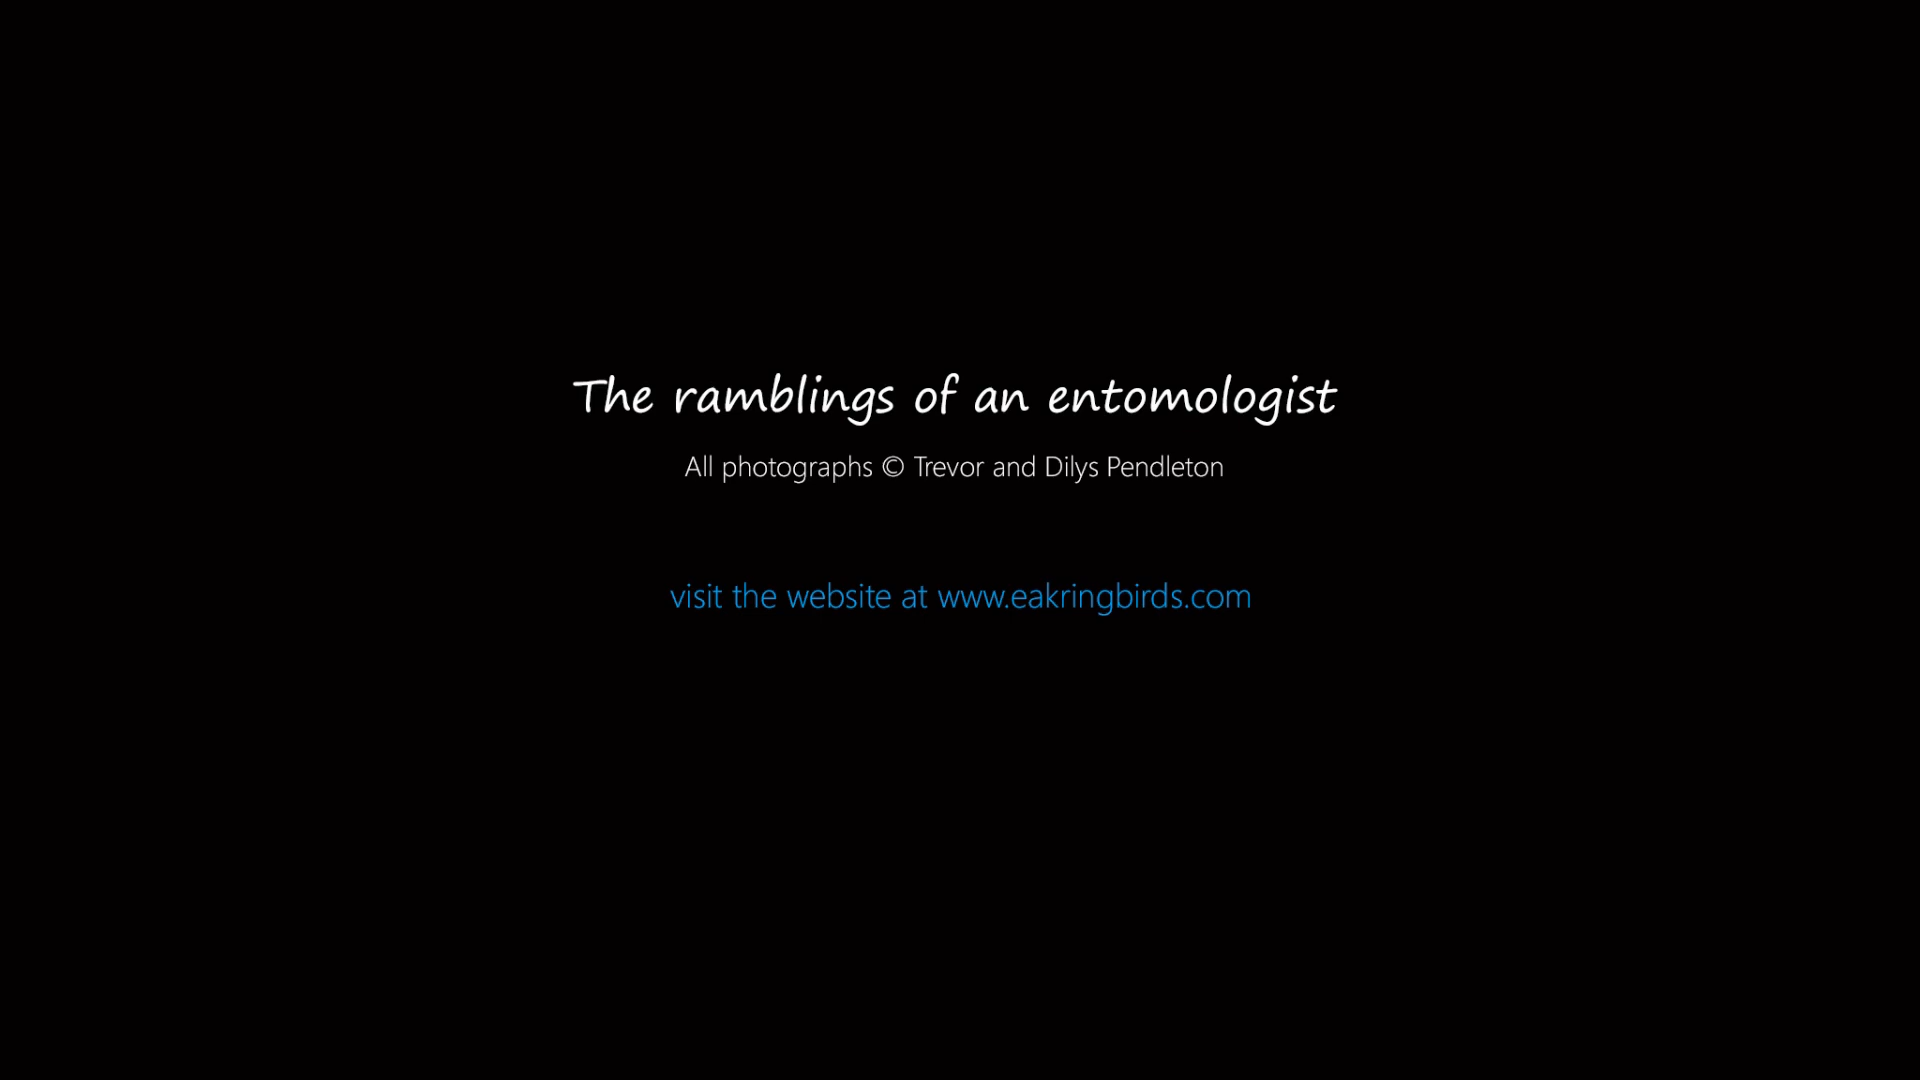 The ramblings of an entomologist
All photographs © Trevor and Dilys Pendleton
visit the website at www.eakringbirds.com